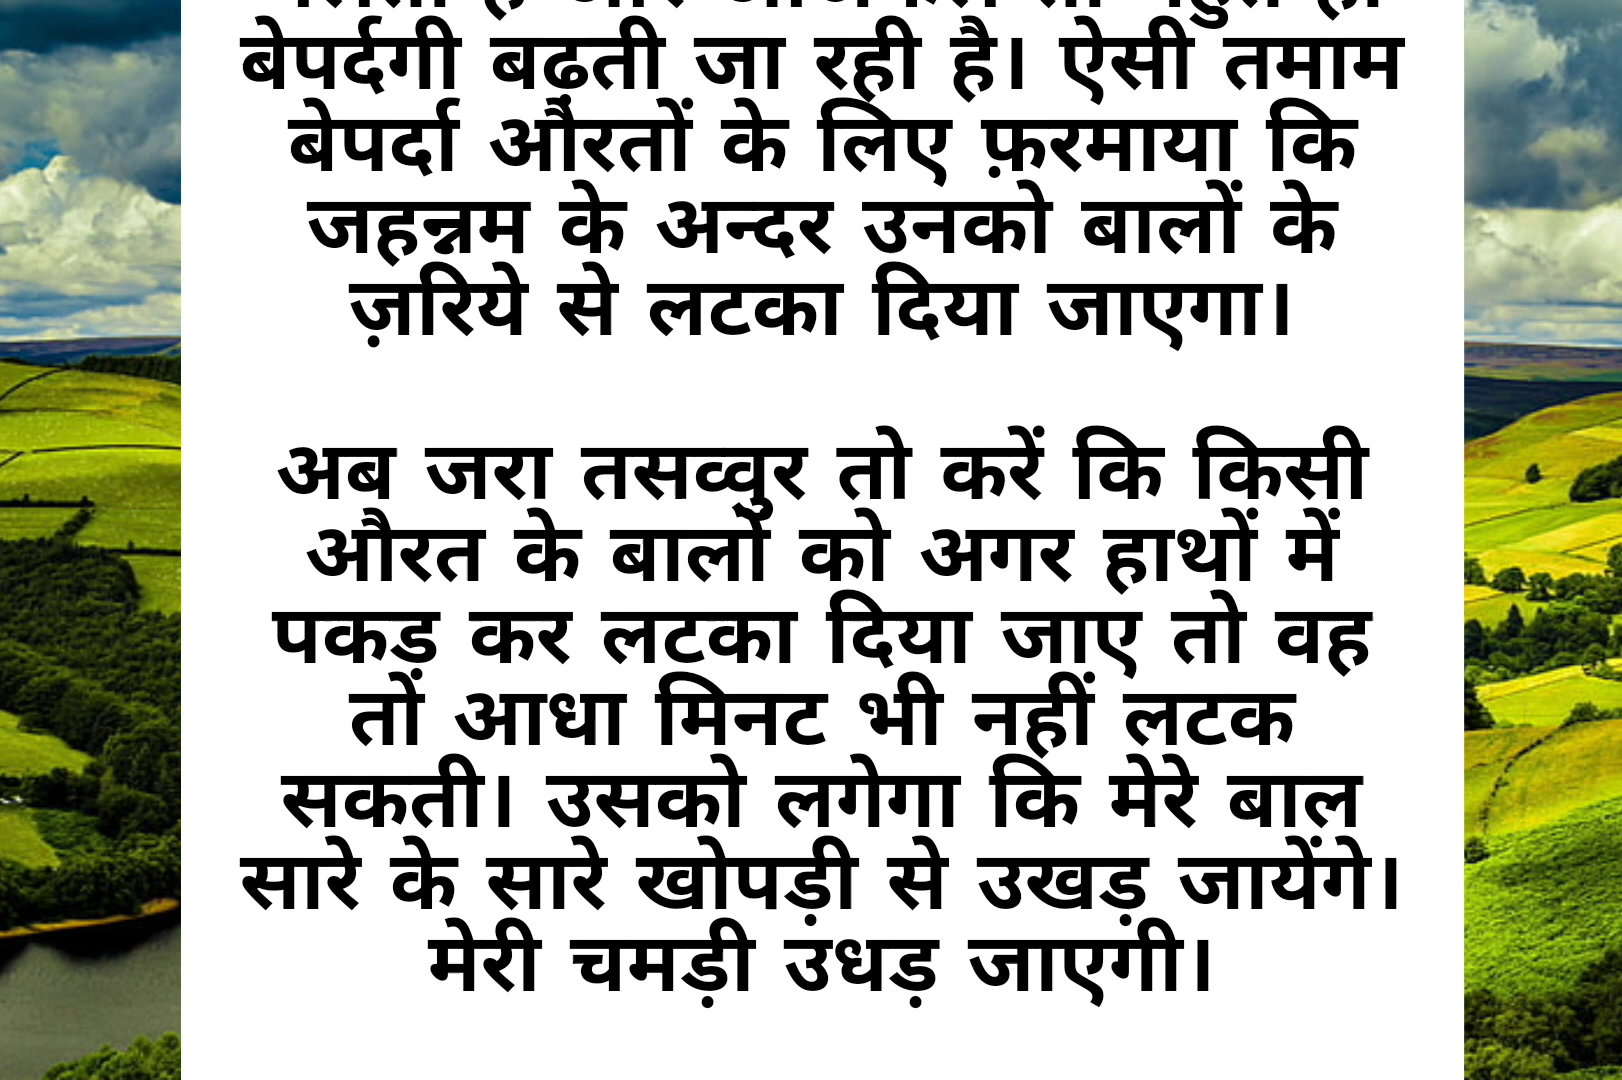 बेपर्दगी बढ़ती जा रही है। ऐसी तमाम
बेपर्दा औरतों के लिए फ़रमाया कि
जहन्नम के अन्दर उनको बालों के
ज़रिये से लटका दिया जाएगा।
अब जरा तसव्वुर तो करें कि किसी
औरत के बालों को अगर हाथों में
पकड़ कर लटका दिया जाए तो वह
तों आधा मिनट भी नहीं लटक
सकती। उसको लगेगा कि मेरे बाल
सारे के सारे खोपड़ी से उखड़ जायेंगे।
मेरी चमड़ी उधड़ जाएगी।